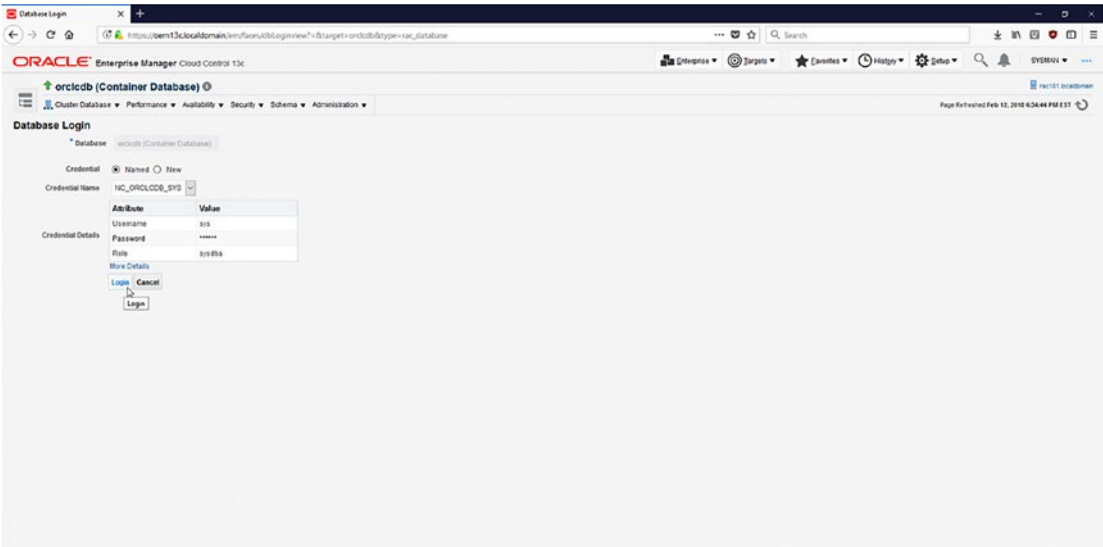 Database Login
https://oem13c.localdomain/em/faces/dbLoginview?=&target=orclcdb&type=rac_database
Search
ORACLE Enterprise Manager Cloud Control 13c
Enterprise Targets Favorites History Setup SYSMAN
orclcdb (Container Database)
rac101.localdomain
Cluster Database Performance Availability Security Schema Administration
Page Refreshed Feb 12, 2018 4:34:44 PM EST
Database Login
* Database orclcdb (Container Database)
Credential Named New
Credential Name NC_ORCLCDB_SYS
Attribute Value
Username sys
Credential Details
Password ******
Role sysdba
More Details
Login Cancel
Login